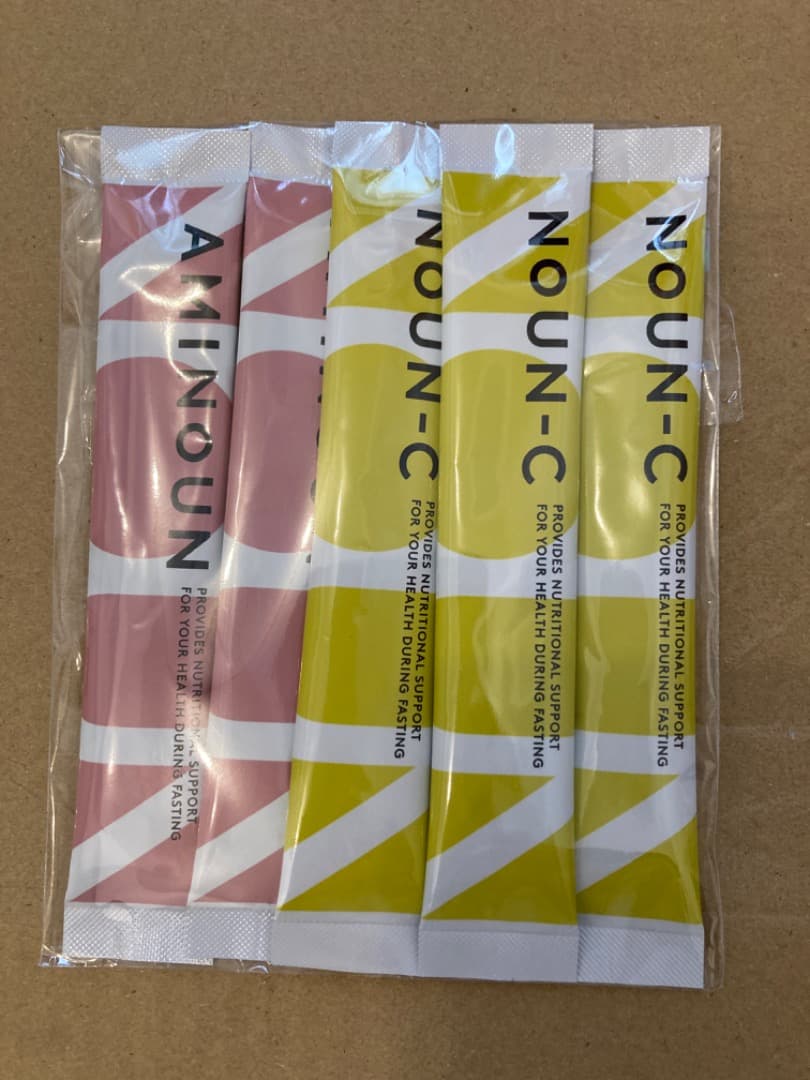 AMINOUN
PROVIDES NUTRITIONAL SUPPORT
FOR YOUR HEALTH DURING FASTING
NOUN-C
PROVIDES NUTRITIONAL SUPPORT
FOR YOUR HEALTH DURING FASTING
NOUN-C
PROVIDES NUTRITIONAL SUPPORT
FOR YOUR HEALTH DURING FASTING
NOUN-C
PROVIDES NUTRITIONAL SUPPORT
FOR YOUR HEALTH DURING FASTING